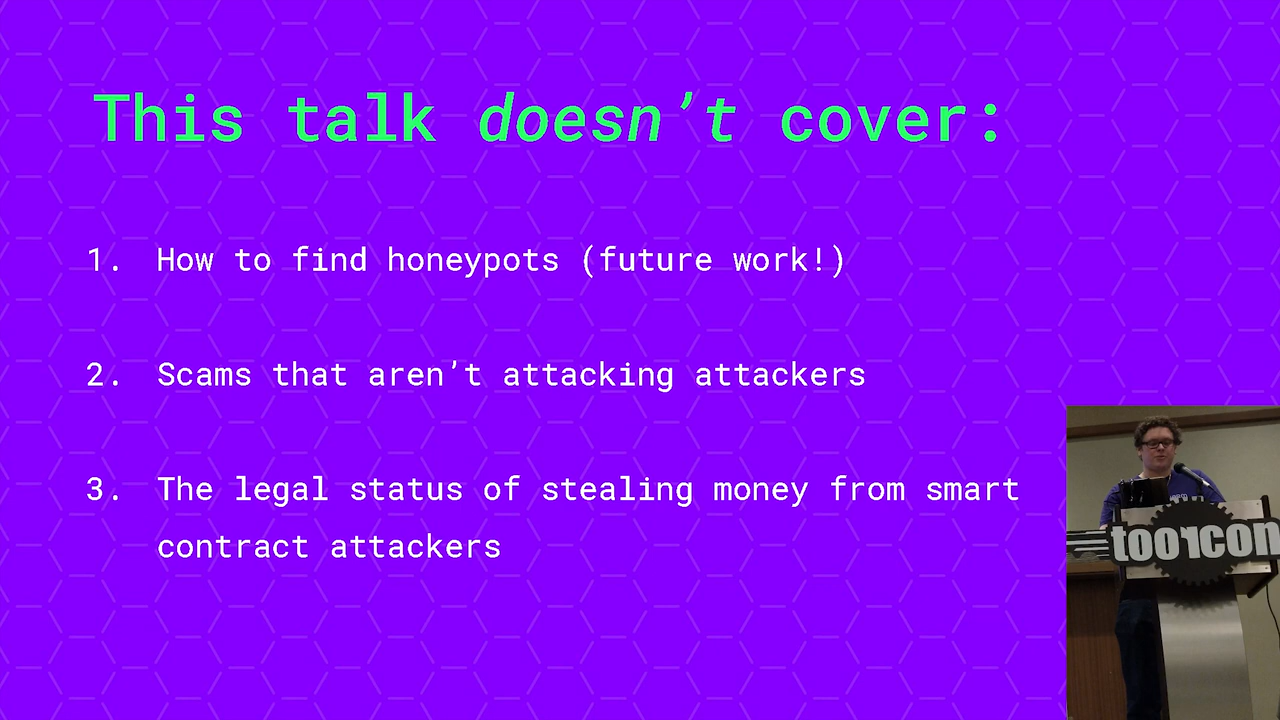 This talk doesn’t cover:
1. How to find honeypots (future work!)
2. Scams that aren’t attacking attackers
3. The legal status of stealing money from smart
contract attackers
toorcon